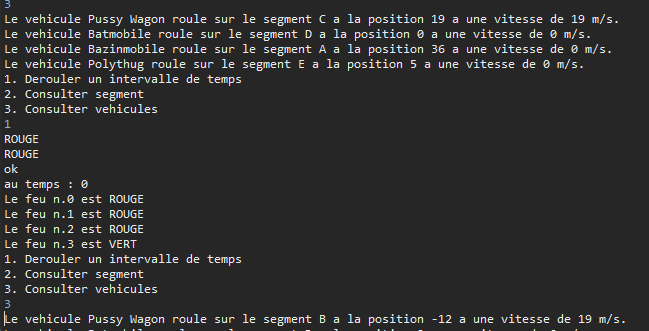 3
Le vehicule Pussy Wagon roule sur le segment C a la position 19 a une vitesse de 19 m/s.
Le vehicule Batmobile roule sur le segment D a la position 0 a une vitesse de 0 m/s.
Le vehicule Bazinmobile roule sur le segment A a la position 36 a une vitesse de 0 m/s.
Le vehicule Polythug roule sur le segment E a la position 5 a une vitesse de 0 m/s.
1. Derouler un intervalle de temps
2. Consulter segment
3. Consulter vehicules
1
ROUGE
ROUGE
ok
au temps : 0
Le feu n.0 est ROUGE
Le feu n.1 est ROUGE
Le feu n.2 est ROUGE
Le feu n.3 est VERT
1. Derouler un intervalle de temps
2. Consulter segment
3. Consulter vehicules
3
Le vehicule Pussy Wagon roule sur le segment B a la position -12 a une vitesse de 19 m/s.